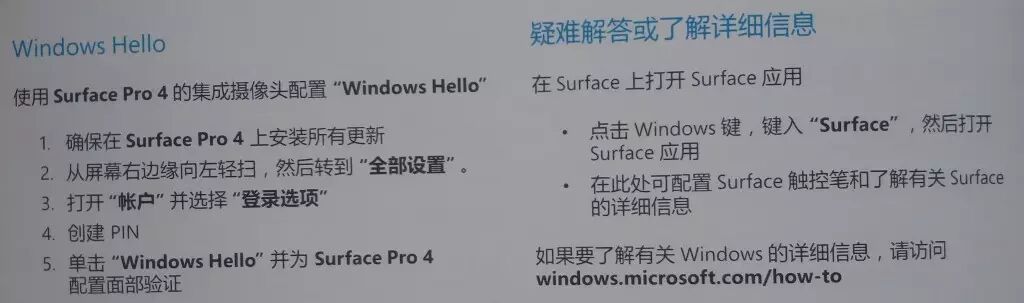 Windows Hello
使用 Surface Pro 4 的集成摄像头配置 “Windows Hello”
1. 确保在 Surface Pro 4 上安装所有更新
2. 从屏幕右边缘向左轻扫，然后转到 “全部设置”。
3. 打开 “帐户” 并选择 “登录选项”
4. 创建 PIN
5. 单击 “Windows Hello” 并为 Surface Pro 4
配置面部验证
疑难解答或了解详细信息
在 Surface 上打开 Surface 应用
• 点击 Windows 键，键入 “Surface”，然后打开
Surface 应用
• 在此处可配置 Surface 触控笔和了解有关 Surface
的详细信息
如果要了解有关 Windows 的详细信息，请访问
windows.microsoft.com/how-to